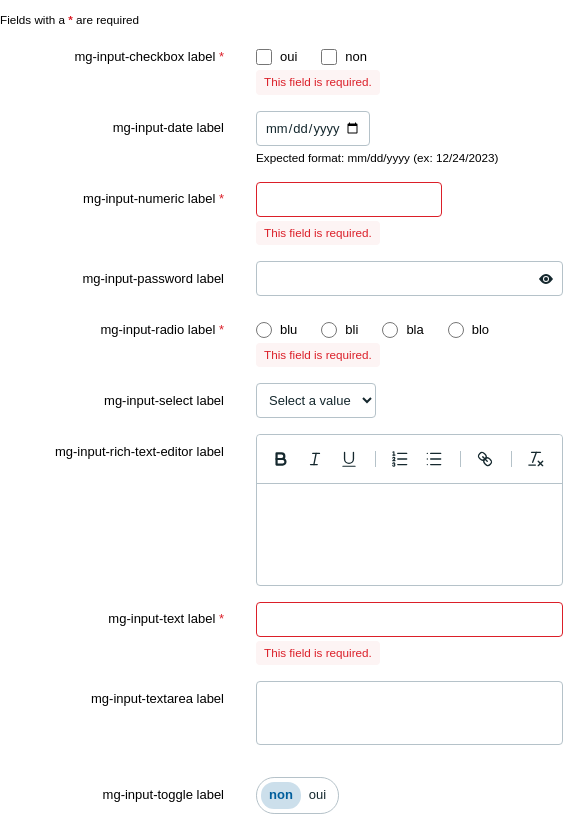 Fields with a * are required
mg-input-checkbox label * oui non
This field is required.
mg-input-date label mm/dd/yyyy
Expected format: mm/dd/yyyy (ex: 12/24/2023)
mg-input-numeric label *
This field is required.
mg-input-password label
mg-input-radio label * blu bli bla blo
This field is required.
mg-input-select label Select a value
mg-input-rich-text-editor label
mg-input-text label *
This field is required.
mg-input-textarea label
mg-input-toggle label non oui